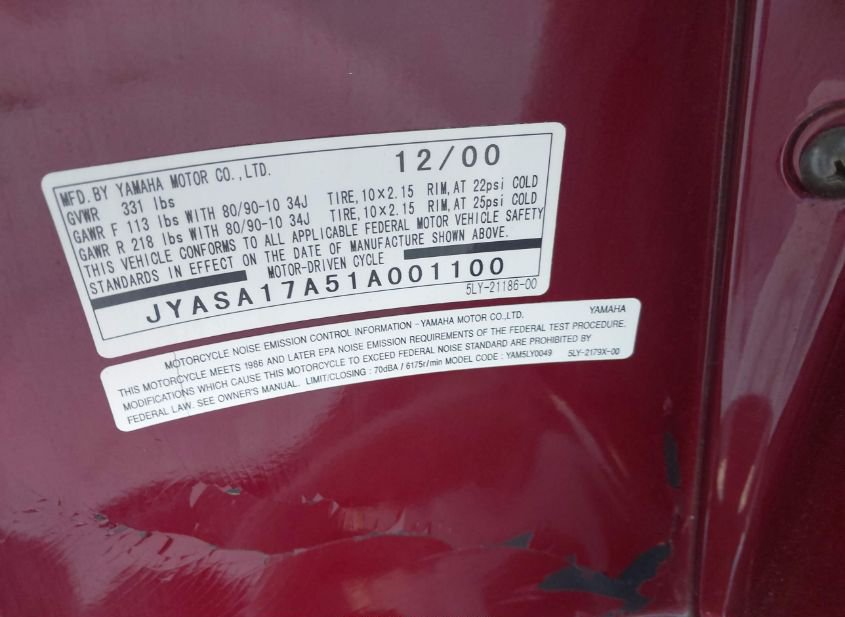 MFD.BY YAMAHA MOTOR CO.,LTD. 12/00
GVWR 331 lbs
GAWR F 113 lbs WITH 80/90-10 34J TIRE,10×2.15 RIM,AT 22psi COLD
GAWR R 218 lbs WITH 80/90-10 34J TIRE,10×2.15 RIM,AT 25psi COLD
THIS VEHICLE CONFORMS TO ALL APPLICABLE FEDERAL MOTOR VEHICLE SAFETY
STANDARDS IN EFFECT ON THE DATE OF MANUFACTURE SHOWN ABOVE.
MOTOR-DRIVEN CYCLE
JYASA17A51A001100
5LY-21186-00
MOTORCYCLE NOISE EMISSION CONTROL INFORMATION - YAMAHA MOTOR CO.,LTD. YAMAHA
THIS MOTORCYCLE MEETS 1986 AND LATER EPA NOISE EMISSION REQUIREMENTS OF THE FEDERAL TEST PROCEDURE.
MODIFICATIONS WHICH CAUSE THIS MOTORCYCLE TO EXCEED FEDERAL NOISE STANDARD ARE PROHIBITED BY
FEDERAL LAW. SEE OWNER'S MANUAL. LIMIT/CLOSING : 70dBA / 6175r/min MODEL CODE : YAM5LY0049 5LY-2179X-00